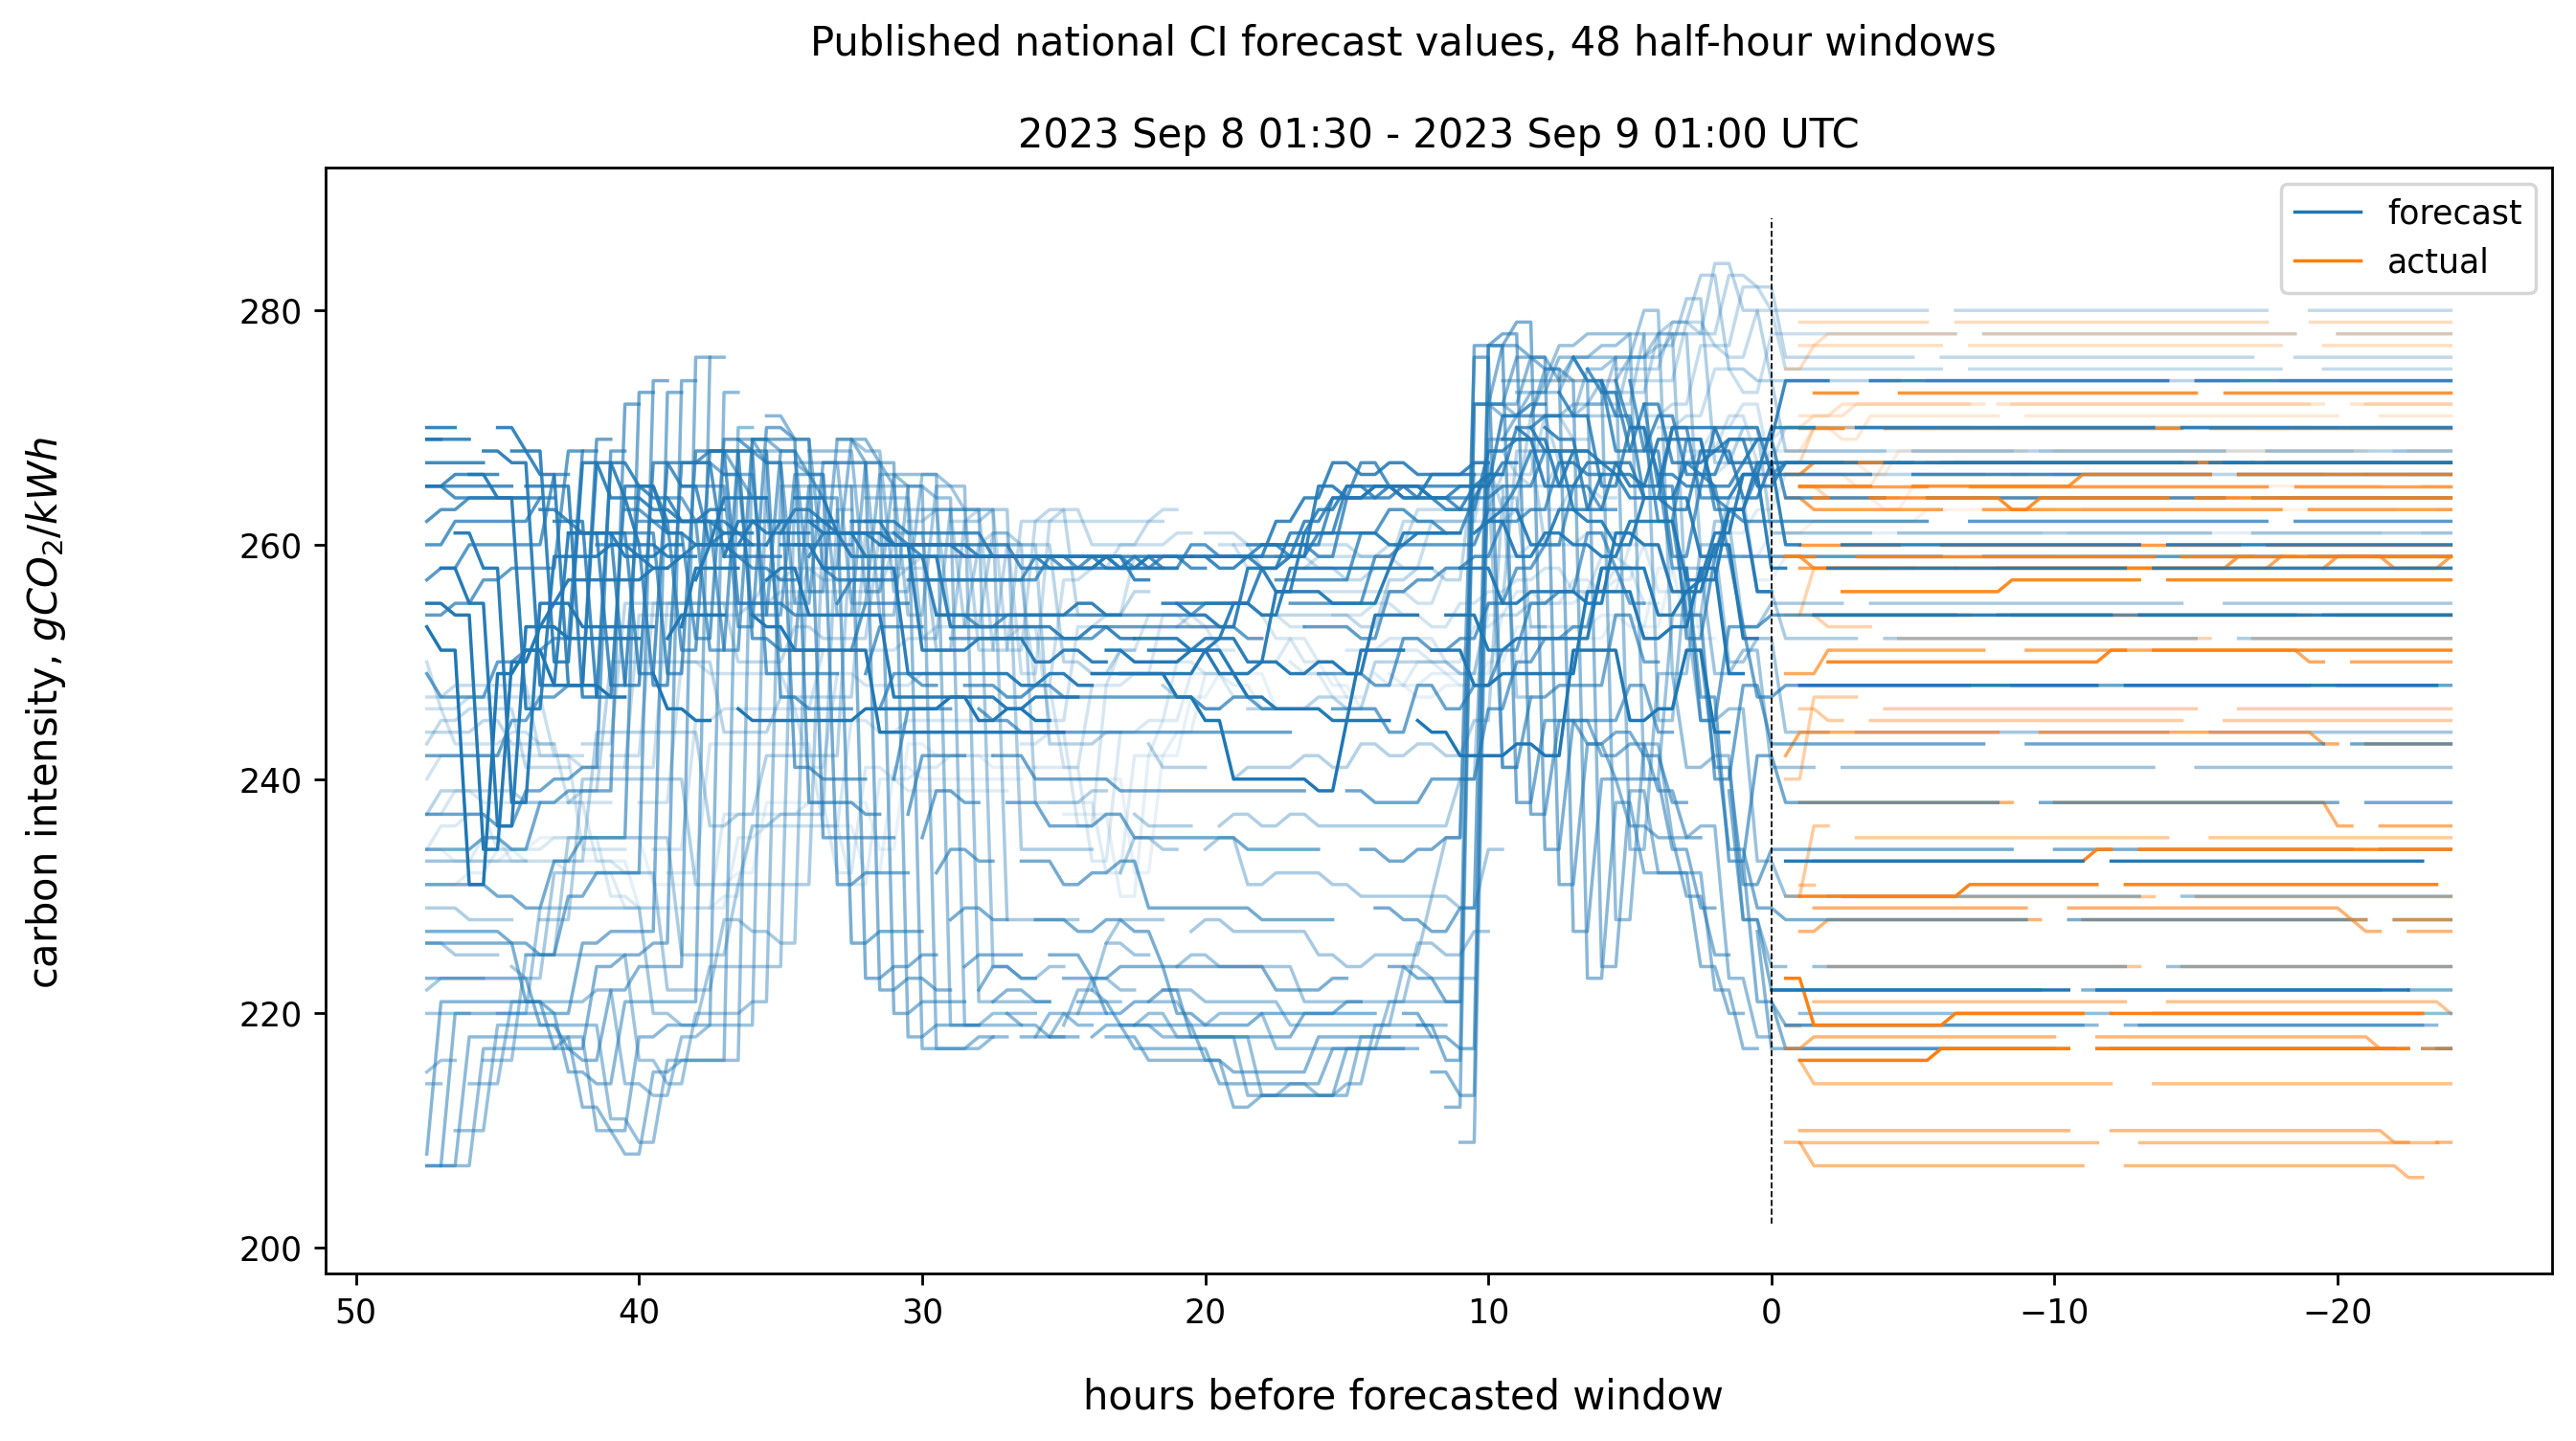 Published national CI forecast values, 48 half-hour windows
2023 Sep 8 01:30 - 2023 Sep 9 01:00 UTC
forecast
actual
280
260
240
220
200
carbon intensity, gCO₂/kWh
50
40
30
20
10
0
−10
−20
hours before forecasted window